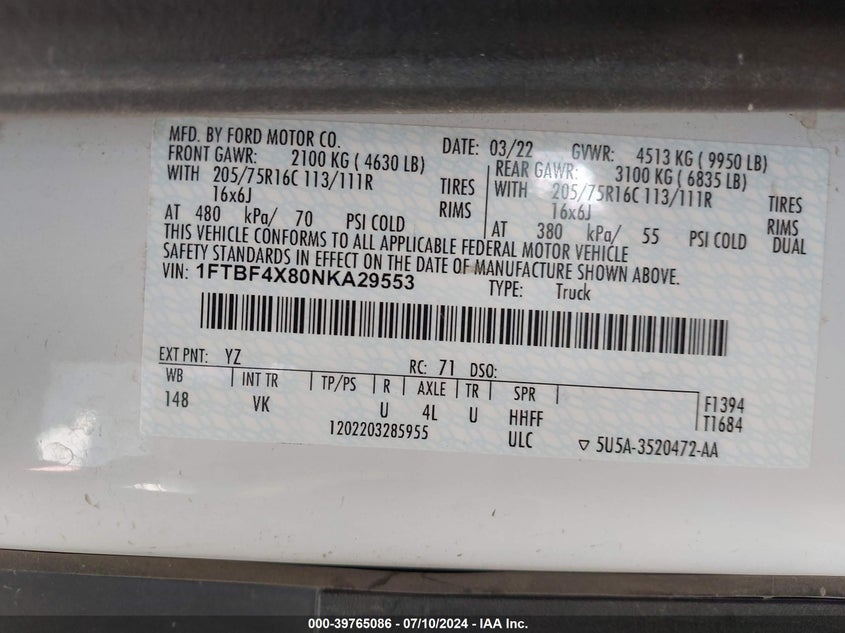 MFD. BY FORD MOTOR CO. DATE: 03/22 GVWR: 4513 KG ( 9950 LB)
FRONT GAWR: 2100 KG ( 4630 LB) REAR GAWR: 3100 KG ( 6835 LB)
WITH 205/75R16C 113/111R TIRES WITH 205/75R16C 113/111R TIRES
16x6J RIMS 16x6J RIMS
AT 480 kPa/ 70 PSI COLD AT 380 kPa/ 55 PSI COLD DUAL
THIS VEHICLE CONFORMS TO ALL APPLICABLE FEDERAL MOTOR VEHICLE
SAFETY STANDARDS IN EFFECT ON THE DATE OF MANUFACTURE SHOWN ABOVE.
VIN: 1FTBF4X80NKA29553 TYPE: Truck
EXT PNT: YZ RC: 71 DSO:
WB INT TR TP/PS R AXLE TR SPR F1394
148 VK U 4L U HHFF T1684
1202203285955 ULC 5U5A-3520472-AA
000-39765086 - 07/10/2024 - IAA Inc.